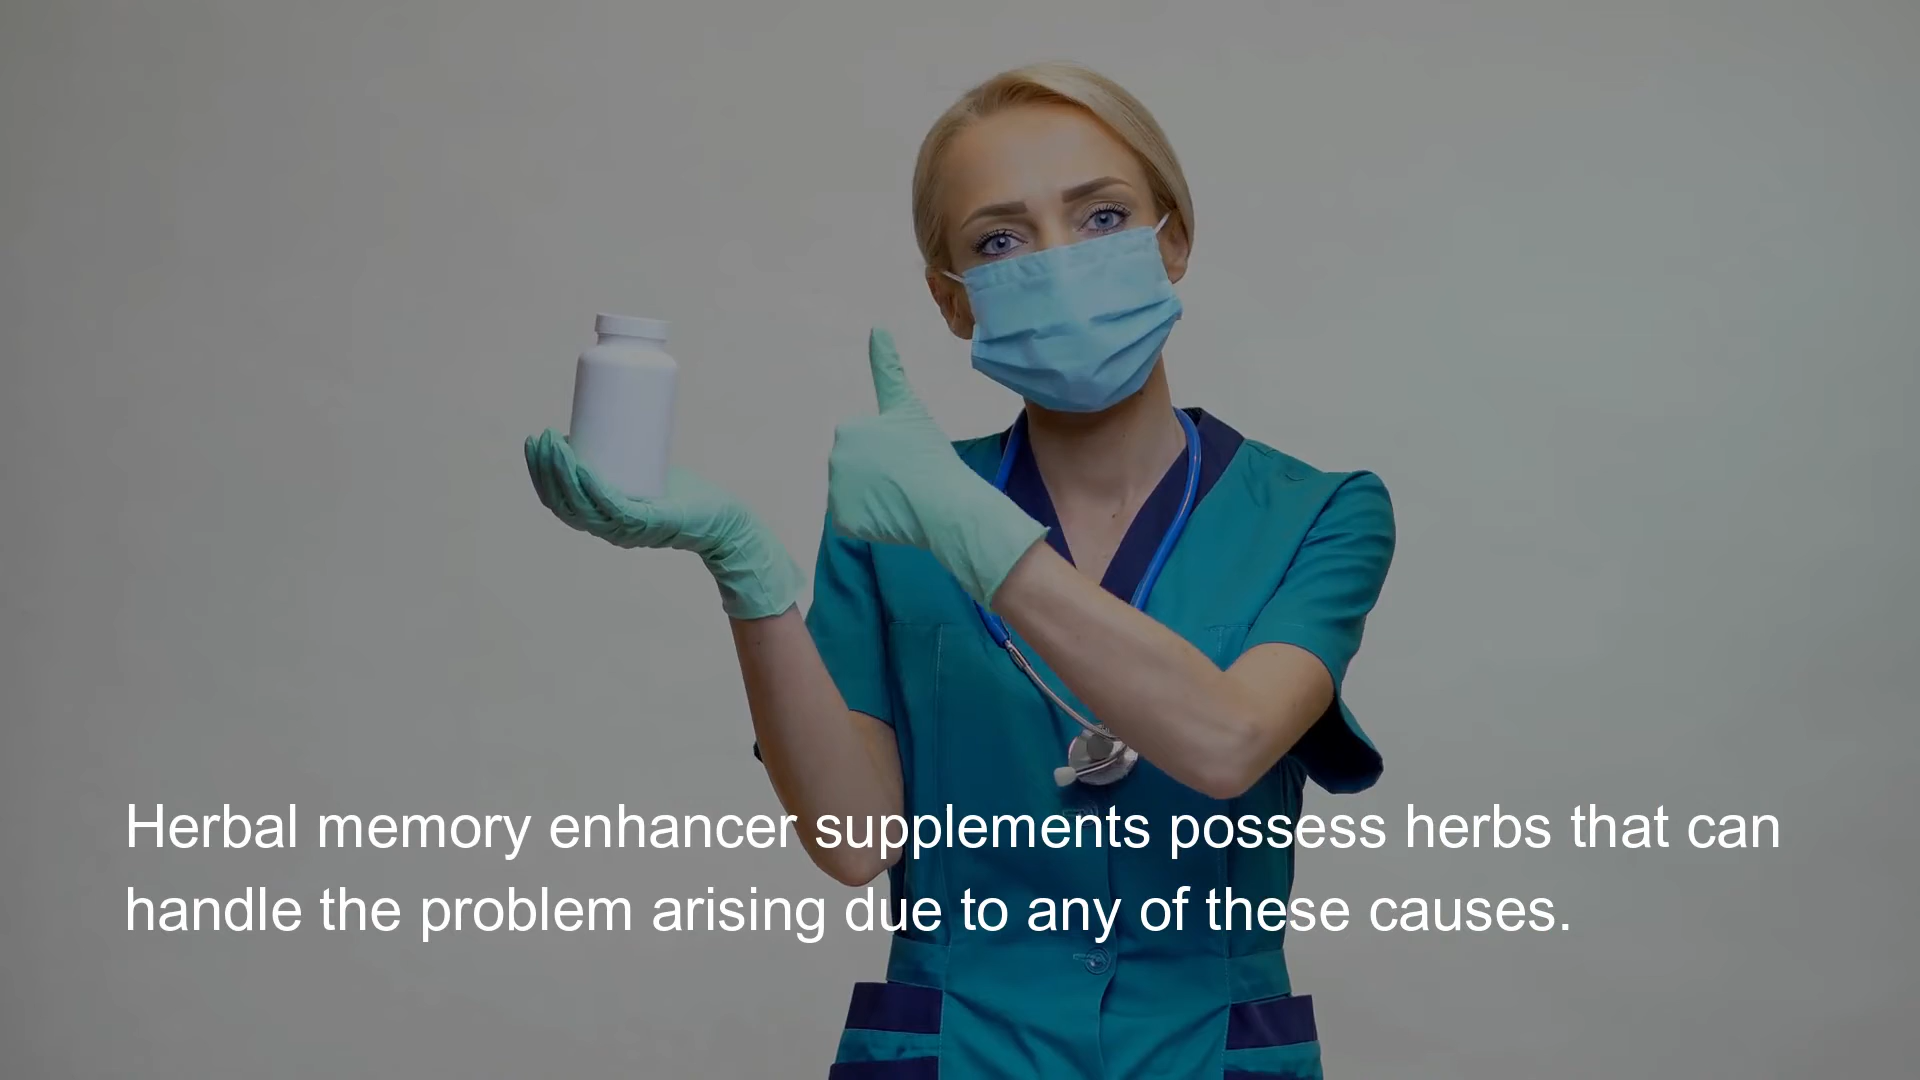 Herbal memory enhancer supplements possess herbs that can
handle the problem arising due to any of these causes.